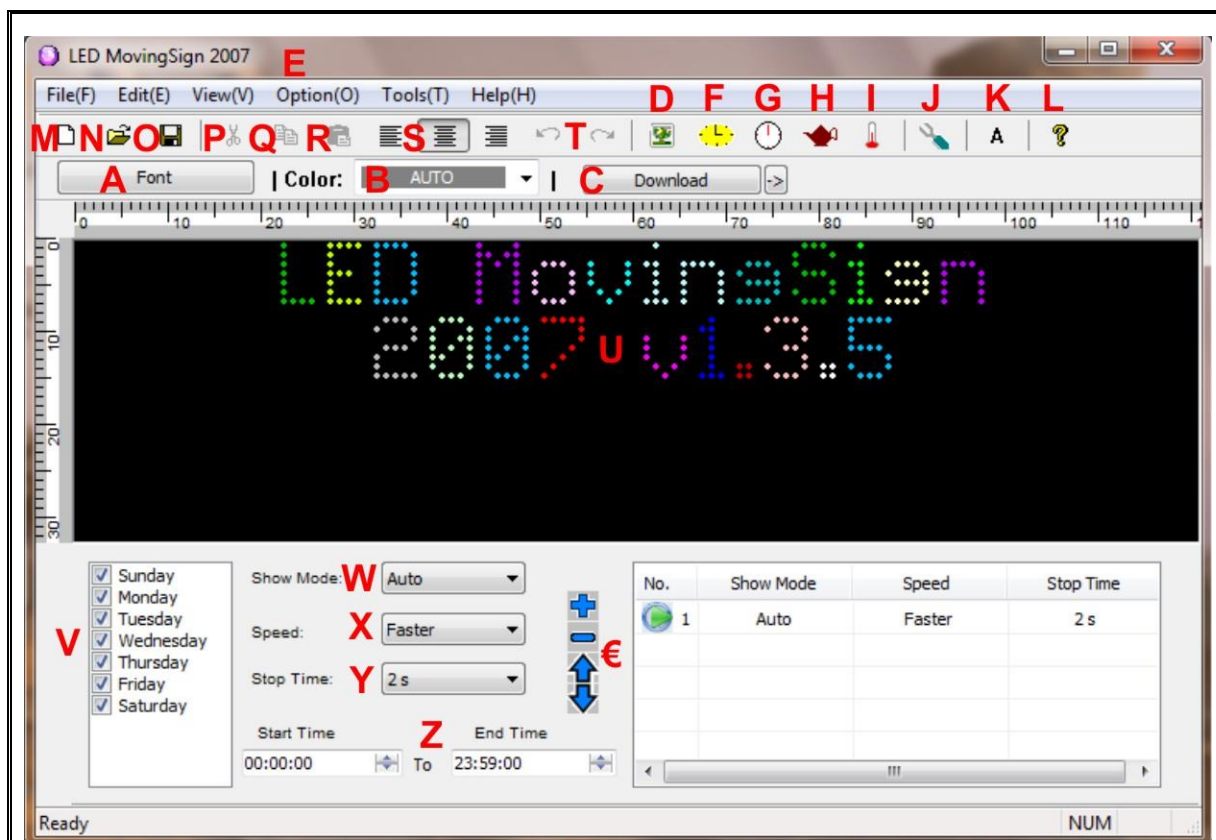 LED MovingSign 2007
E
File(F) Edit(E) View(V) Option(O) Tools(T) Help(H)
D F G H I J K L
M N O P Q R S T A ?
A Font | Color: B AUTO | C Download ->
0 10 20 30 40 50 60 70 80 90 100 110 1
0
10
20
30
LED MovingSign
2007 U v1.3.5
V
Sunday
Monday
Tuesday
Wednesday
Thursday
Friday
Saturday
Show Mode: W Auto
Speed: X Faster
Stop Time: Y 2 s
€
Start Time Z End Time
00:00:00 To 23:59:00
No. Show Mode Speed Stop Time
1 Auto Faster 2 s
Ready NUM